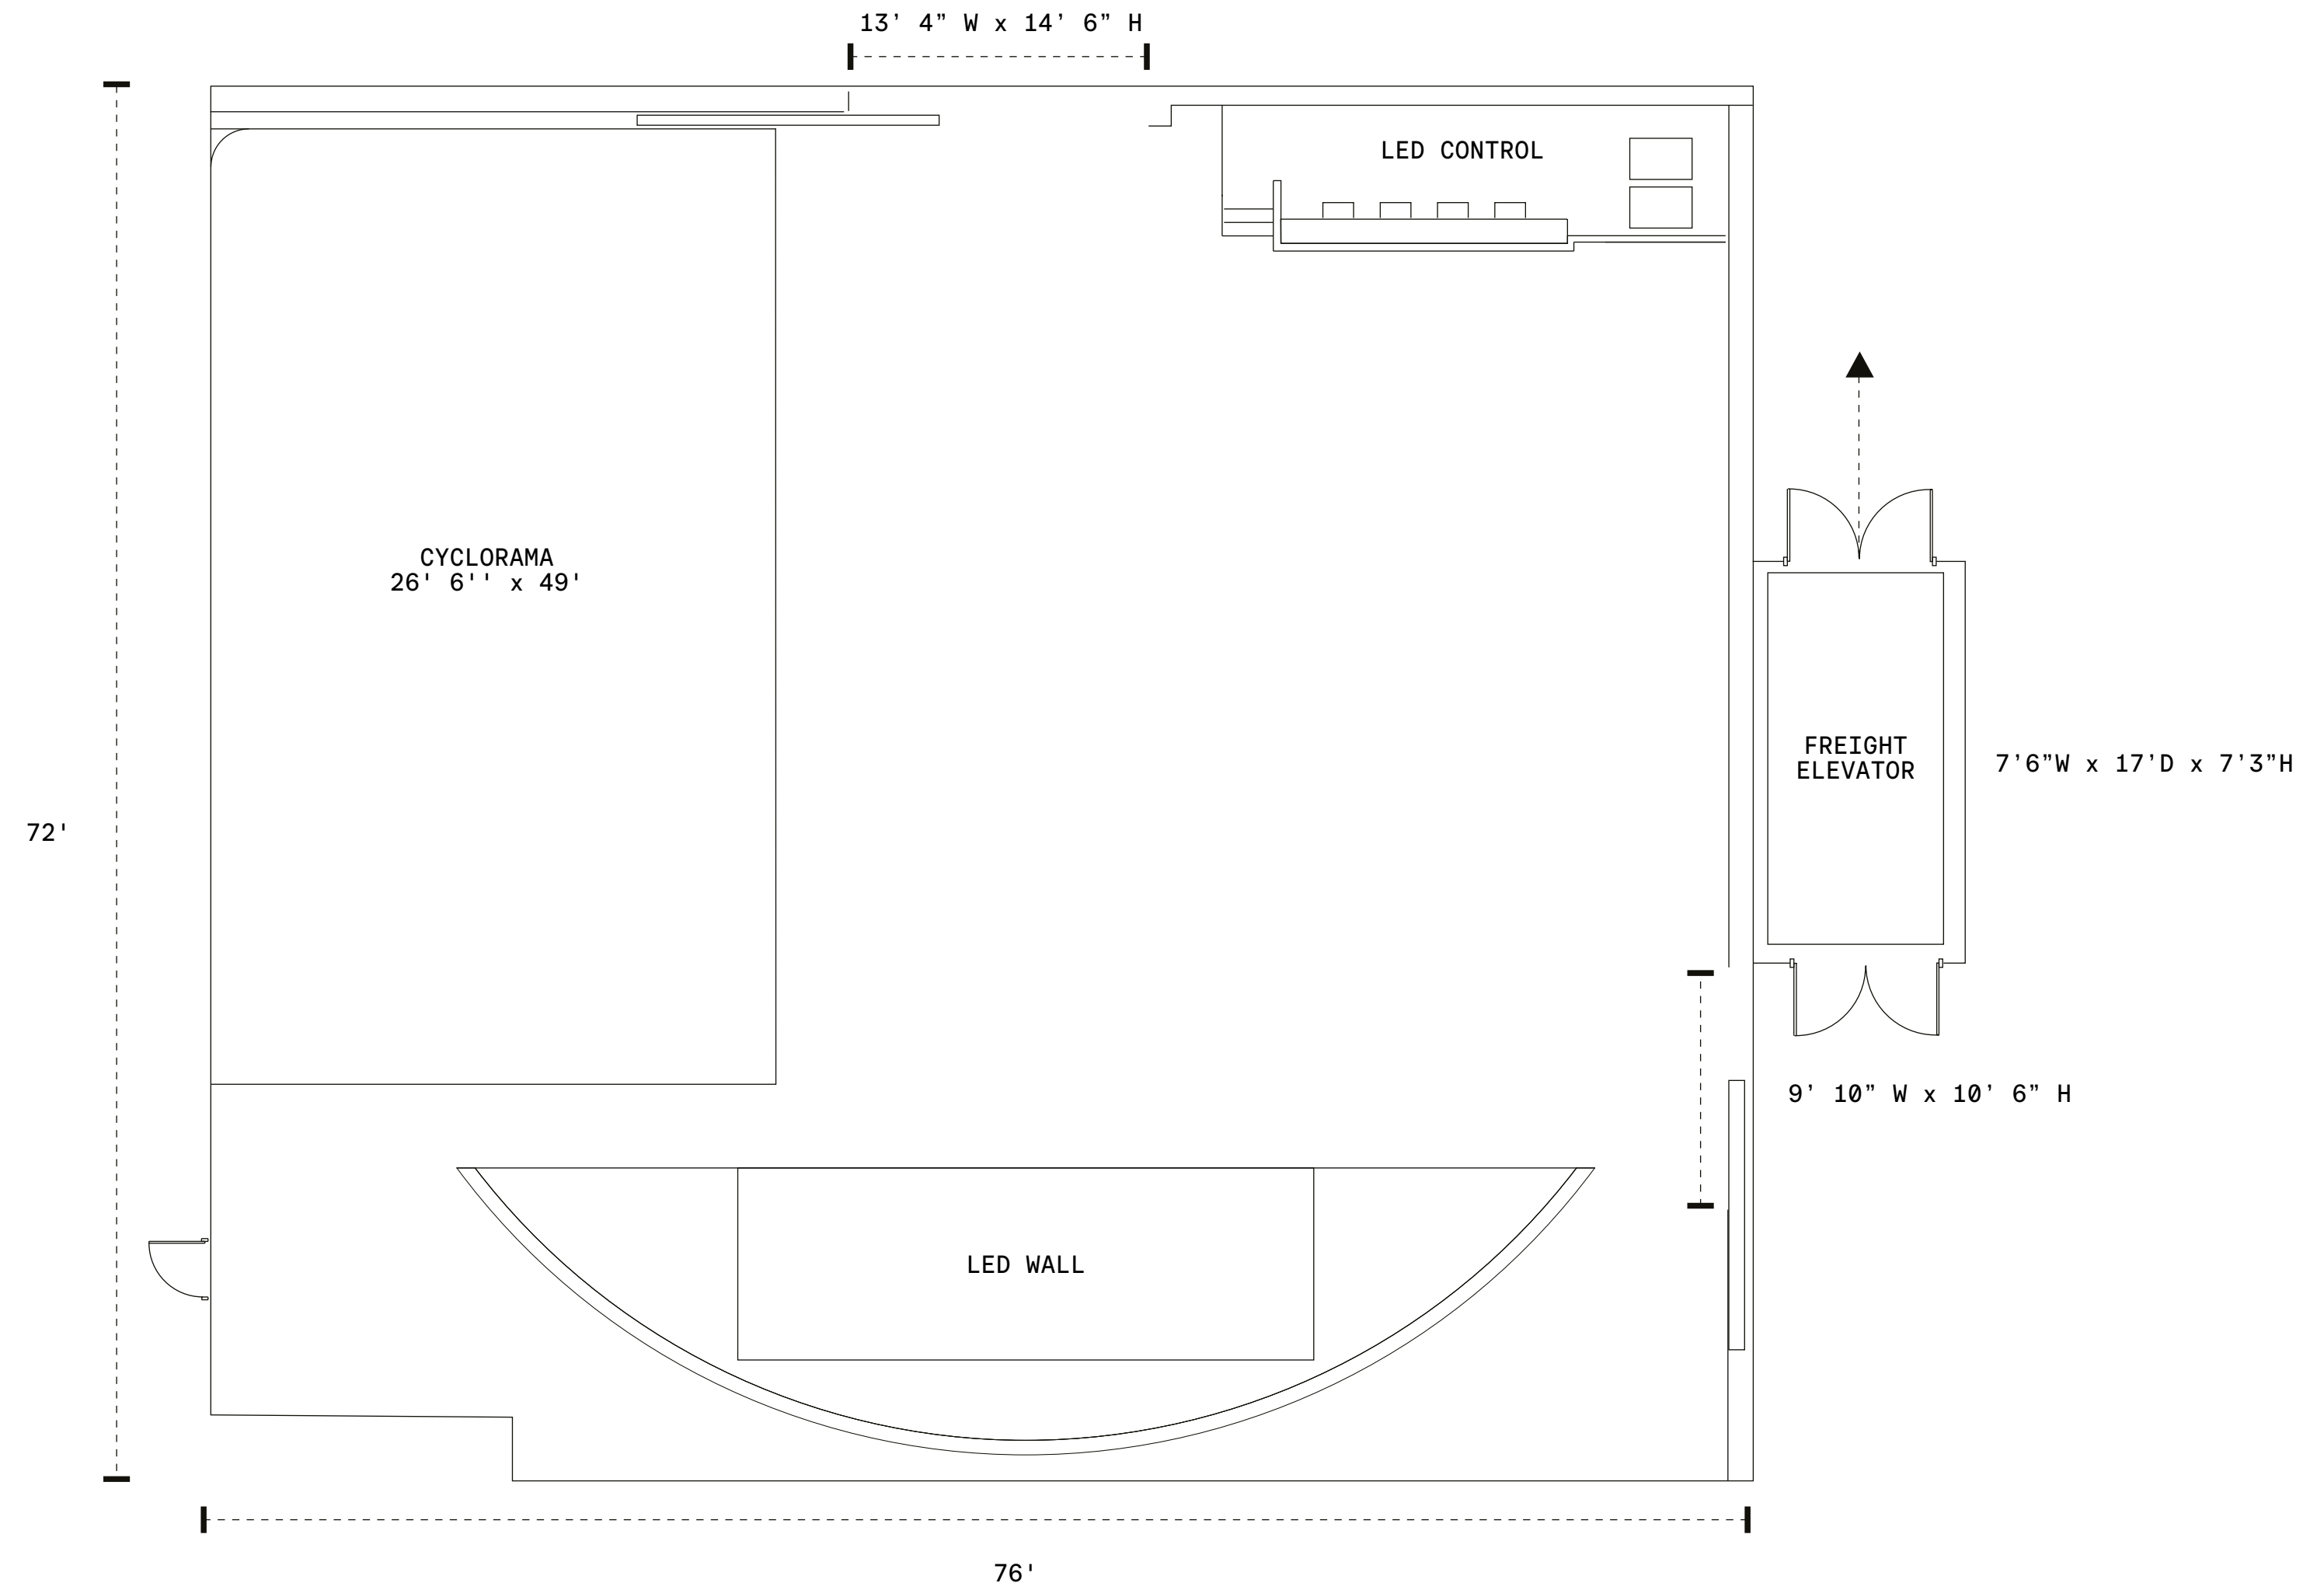 13’ 4” W x 14’ 6” H
LED CONTROL
CYCLORAMA
26' 6'' x 49'
FREIGHT
ELEVATOR
7’6”W x 17’D x 7’3”H
72'
9’ 10” W x 10’ 6” H
LED WALL
76'